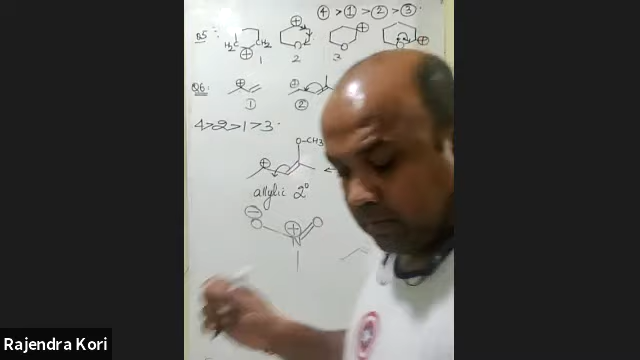 ④ > ① > ② > ③
Q5
H₂C CH₂ ⊕ ⊕ ⊕ ⊕
O O O
1 2 3
Q6. ⊕ ⊕
① ②
4>2>1>3.
O-CH3
⊕
allylic 2°
⊖ ⊕
O N O
Rajendra Kori